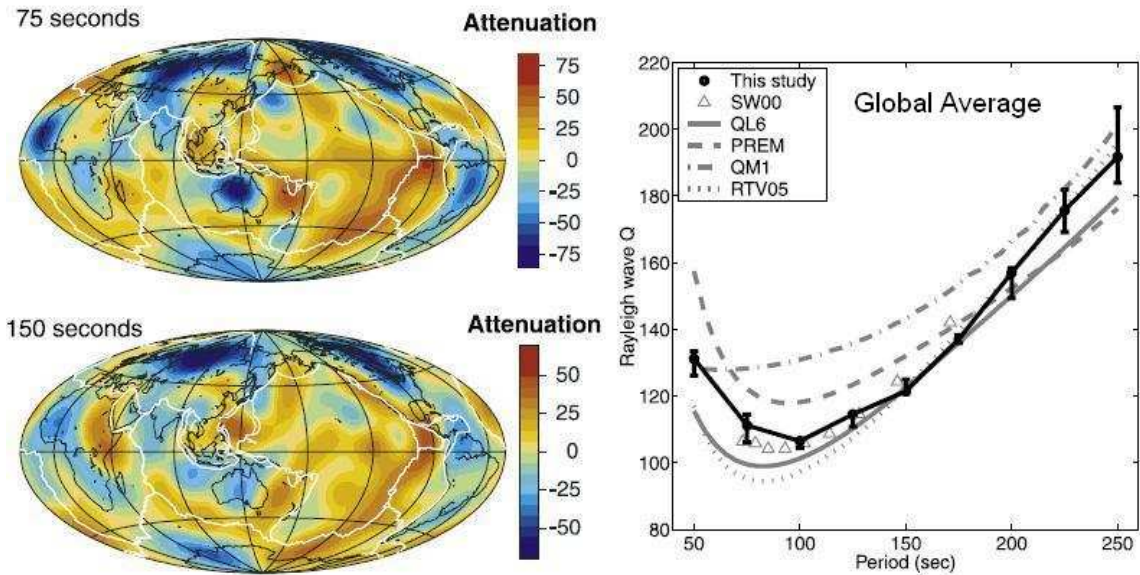 75 seconds
Attenuation
75
50
25
0
-25
-50
-75
150 seconds
Attenuation
50
25
0
-25
-50
Global Average
This study
SW00
QL6
PREM
QM1
RTV05
Rayleigh wave Q
220
200
180
160
140
120
100
80
50
100
150
200
250
Period (sec)